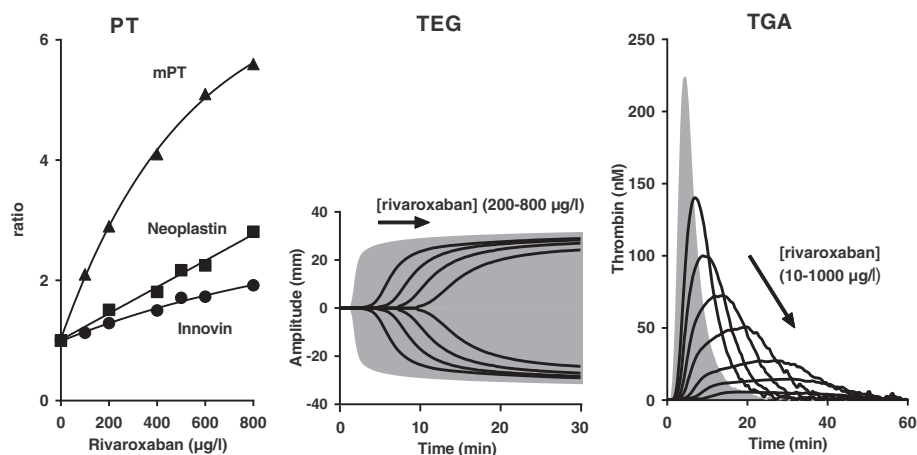 PT
6
4
2
0
ratio
mPT
Neoplastin
Innovin
0 200 400 600 800
Rivaroxaban (µg/l)
TEG
[rivaroxaban] (200-800 µg/l)
40
20
0
-20
-40
Amplitude (mm)
0 10 20 30
Time (min)
TGA
250
200
150
100
50
0
Thrombin (nM)
[rivaroxaban]
(10-1000 µg/l)
0 20 40 60
Time (min)